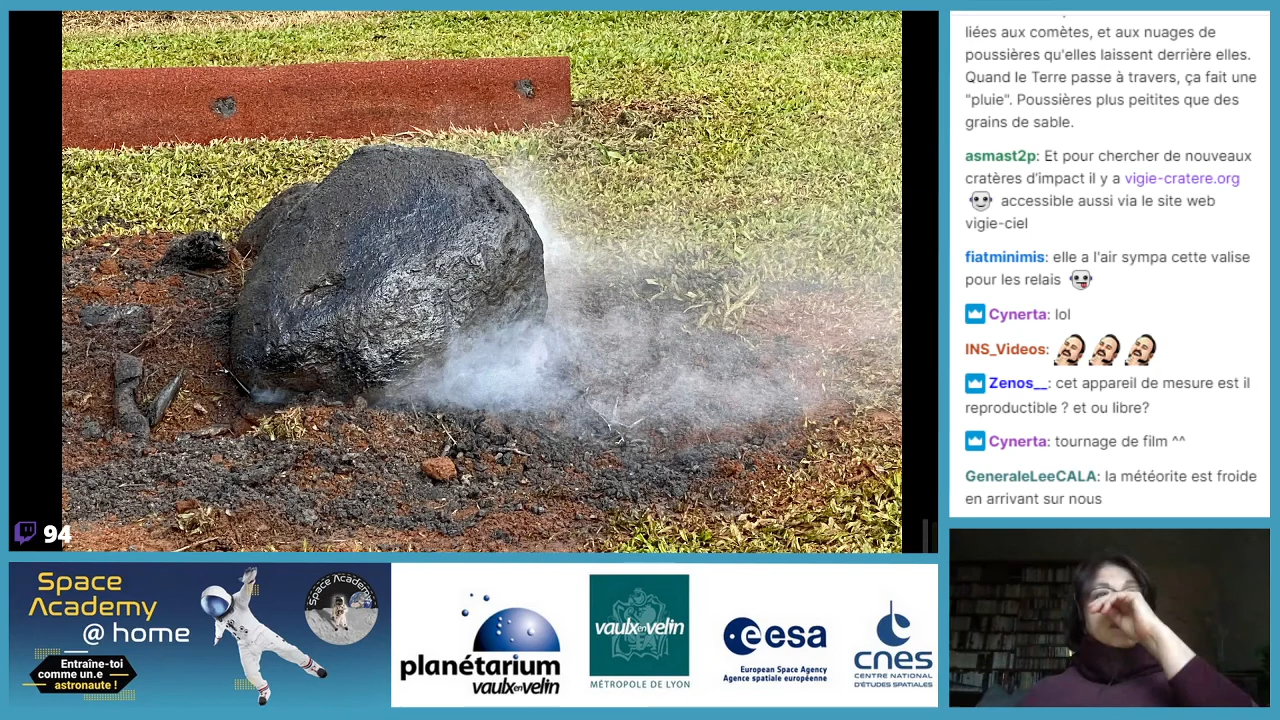 liées aux comètes, et aux nuages de
poussières qu'elles laissent derrière elles.
Quand le Terre passe à travers, ça fait une
"pluie". Poussières plus peitites que des
grains de sable.
asmast2p: Et pour chercher de nouveaux
cratères d'impact il y a vigie-cratere.org
accessible aussi via le site web
vigie-ciel
fiatminimis: elle a l'air sympa cette valise
pour les relais
Cynerta: lol
INS_Videos:
Zenos__: cet appareil de mesure est il
reproductible ? et ou libre?
Cynerta: tournage de film ^^
GeneraleLeeCALA: la météorite est froide
en arrivant sur nous
94
Space
Academy
@ home
Entraîne-toi
comme un.e
astronaute !
Space Academy
planétarium
vaulx en velin
vaulx en velin
MÉTROPOLE DE LYON
esa
European Space Agency
Agence spatiale européenne
cnes
CENTRE NATIONAL
D'ÉTUDES SPATIALES